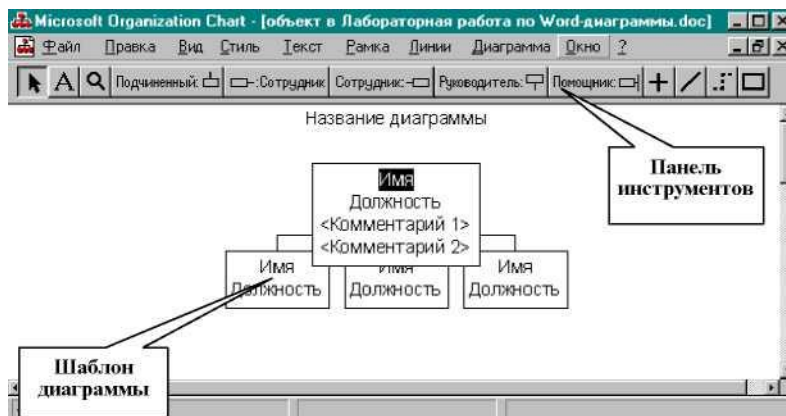 Microsoft Organization Chart - [объект в Лабораторная работа по Word-диаграммы.doc]
Файл Правка Вид Стиль Текст Рамка Линии Диаграмма Окно ?
A Подчиненный: :Сотрудник Сотрудник: Руководитель: Помощник:
Название диаграммы
Панель
инструментов
Имя
Должность
<Комментарий 1>
<Комментарий 2>
Имя
Должность
Имя
Должность
Имя
Должность
Шаблон
диаграммы